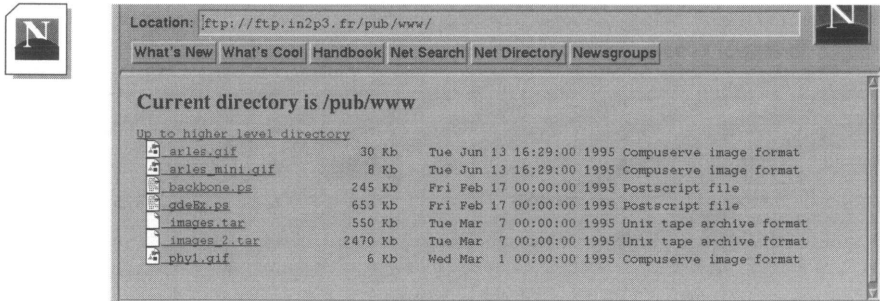 N
Location: ftp://ftp.in2p3.fr/pub/www/
N
What's New What's Cool Handbook Net Search Net Directory Newsgroups
Current directory is /pub/www
Up to higher level directory
arles.gif 30 Kb Tue Jun 13 16:29:00 1995 Compuserve image format
arles_mini.gif 8 Kb Tue Jun 13 16:29:00 1995 Compuserve image format
backbone.ps 245 Kb Fri Feb 17 00:00:00 1995 Postscript file
gdeEx.ps 653 Kb Fri Feb 17 00:00:00 1995 Postscript file
images.tar 550 Kb Tue Mar 7 00:00:00 1995 Unix tape archive format
images_2.tar 2470 Kb Tue Mar 7 00:00:00 1995 Unix tape archive format
phy1.gif 6 Kb Wed Mar 1 00:00:00 1995 Compuserve image format